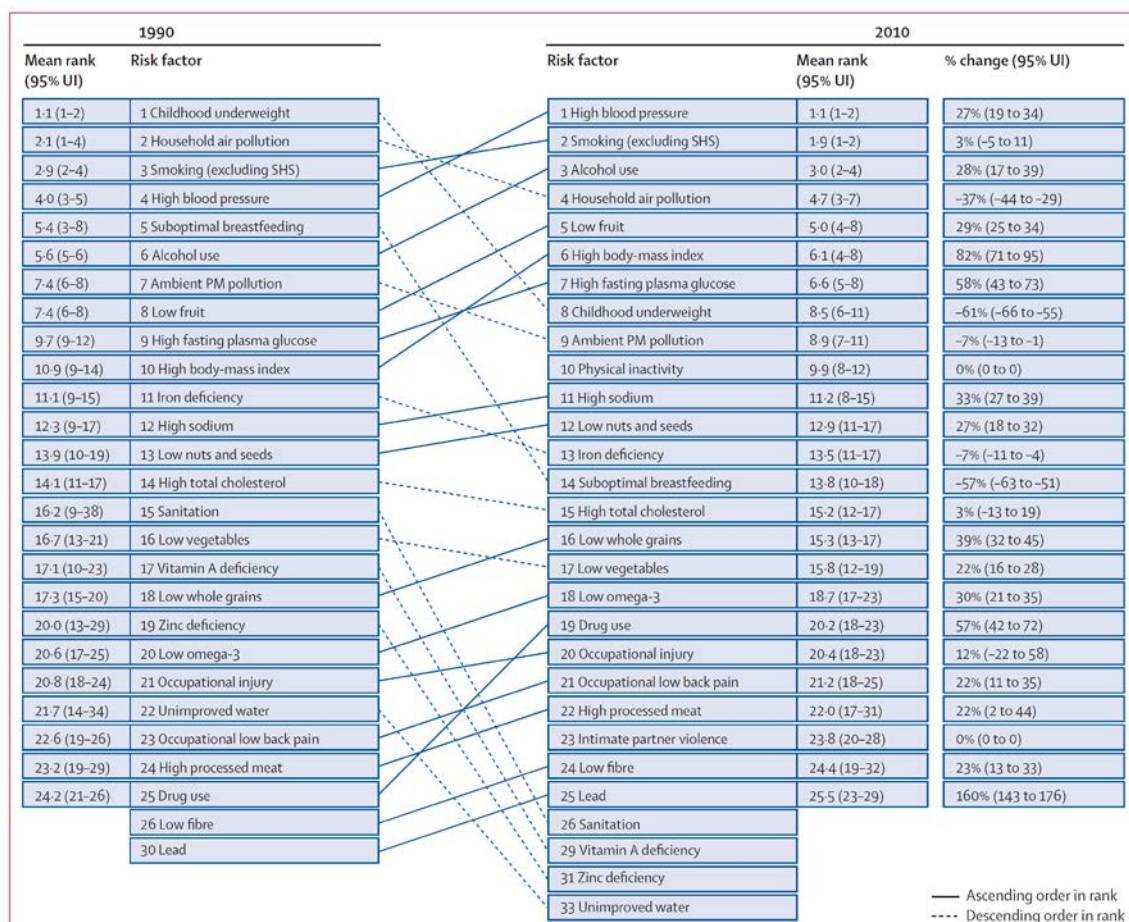 1990 2010
Mean rank (95% UI) Risk factor Risk factor Mean rank (95% UI) % change (95% UI)
1·1 (1–2) 1 Childhood underweight 1 High blood pressure 1·1 (1–2) 27% (19 to 34)
2·1 (1–4) 2 Household air pollution 2 Smoking (excluding SHS) 1·9 (1–2) 3% (–5 to 11)
2·9 (2–4) 3 Smoking (excluding SHS) 3 Alcohol use 3·0 (2–4) 28% (17 to 39)
4·0 (3–5) 4 High blood pressure 4 Household air pollution 4·7 (3–7) –37% (–44 to –29)
5·4 (3–8) 5 Suboptimal breastfeeding 5 Low fruit 5·0 (4–8) 29% (25 to 34)
5·6 (5–6) 6 Alcohol use 6 High body-mass index 6·1 (4–8) 82% (71 to 95)
7·4 (6–8) 7 Ambient PM pollution 7 High fasting plasma glucose 6·6 (5–8) 58% (43 to 73)
7·4 (6–8) 8 Low fruit 8 Childhood underweight 8·5 (6–11) –61% (–66 to –55)
9·7 (9–12) 9 High fasting plasma glucose 9 Ambient PM pollution 8·9 (7–11) –7% (–13 to –1)
10·9 (9–14) 10 High body-mass index 10 Physical inactivity 9·9 (8–12) 0% (0 to 0)
11·1 (9–15) 11 Iron deficiency 11 High sodium 11·2 (8–15) 33% (27 to 39)
12·3 (9–17) 12 High sodium 12 Low nuts and seeds 12·9 (11–17) 27% (18 to 32)
13·9 (10–19) 13 Low nuts and seeds 13 Iron deficiency 13·5 (11–17) –7% (–11 to –4)
14·1 (11–17) 14 High total cholesterol 14 Suboptimal breastfeeding 13·8 (10–18) –57% (–63 to –51)
16·2 (9–38) 15 Sanitation 15 High total cholesterol 15·2 (12–17) 3% (–13 to 19)
16·7 (13–21) 16 Low vegetables 16 Low whole grains 15·3 (13–17) 39% (32 to 45)
17·1 (10–23) 17 Vitamin A deficiency 17 Low vegetables 15·8 (12–19) 22% (16 to 28)
17·3 (15–20) 18 Low whole grains 18 Low omega-3 18·7 (17–23) 30% (21 to 35)
20·0 (13–29) 19 Zinc deficiency 19 Drug use 20·2 (18–23) 57% (42 to 72)
20·6 (17–25) 20 Low omega-3 20 Occupational injury 20·4 (18–23) 12% (–22 to 58)
20·8 (18–24) 21 Occupational injury 21 Occupational low back pain 21·2 (18–25) 22% (11 to 35)
21·7 (14–34) 22 Unimproved water 22 High processed meat 22·0 (17–31) 22% (2 to 44)
22·6 (19–26) 23 Occupational low back pain 23 Intimate partner violence 23·8 (20–28) 0% (0 to 0)
23·2 (19–29) 24 High processed meat 24 Low fibre 24·4 (19–32) 23% (13 to 33)
24·2 (21–26) 25 Drug use 25 Lead 25·5 (23–29) 160% (143 to 176)
26 Low fibre 26 Sanitation
30 Lead 29 Vitamin A deficiency
31 Zinc deficiency
33 Unimproved water
Ascending order in rank
Descending order in rank